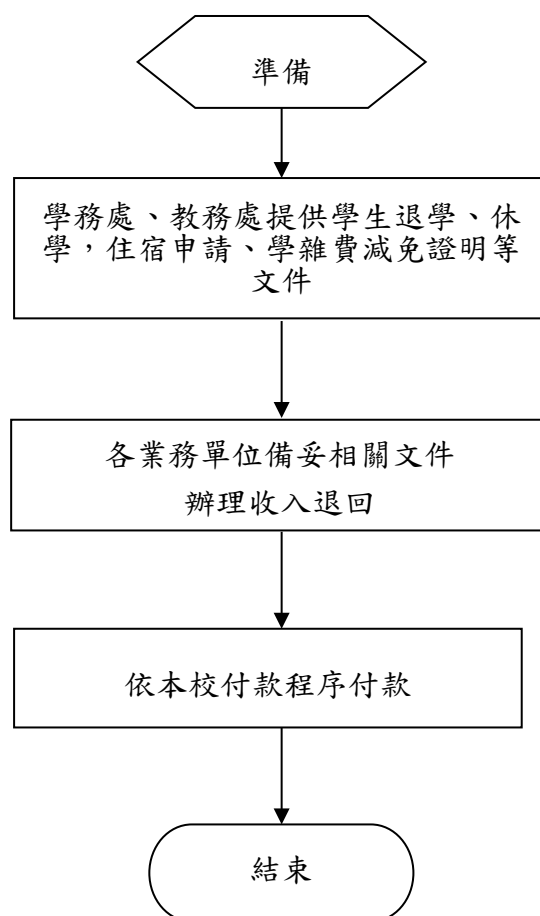 準備
學務處、教務處提供學生退學、休
學，住宿申請、學雜費減免證明等
文件
各業務單位備妥相關文件
辦理收入退回
依本校付款程序付款
結束